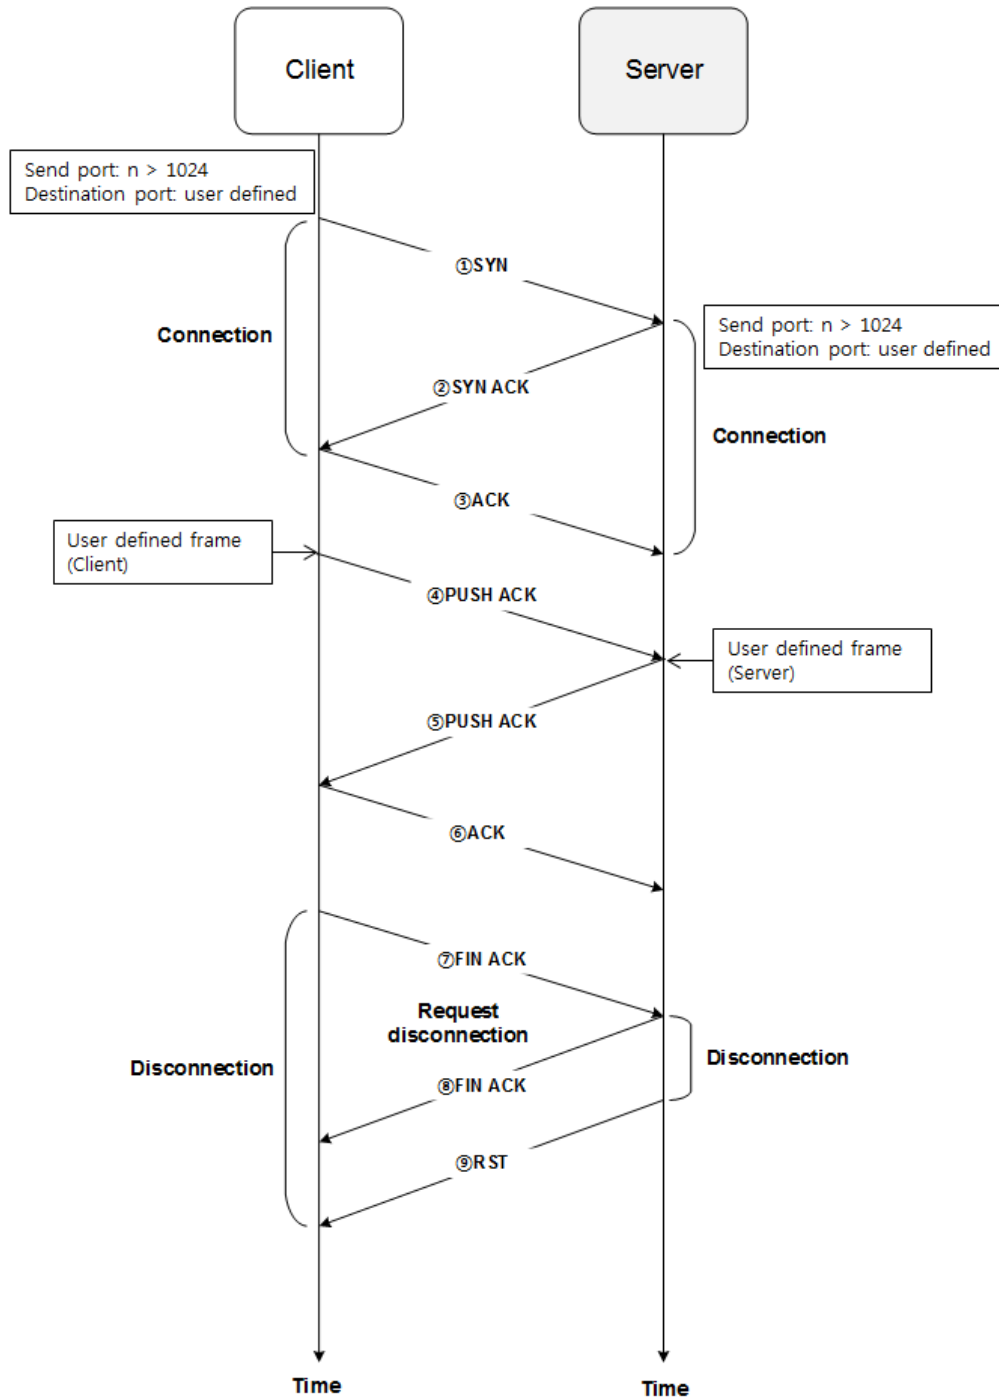 Client
Server
Send port: n > 1024
Destination port: user defined
①SYN
Send port: n > 1024
Destination port: user defined
Connection
②SYN ACK
Connection
③ACK
User defined frame
(Client)
④PUSH ACK
User defined frame
(Server)
⑤PUSH ACK
⑥ACK
⑦FIN ACK
Request
disconnection
Disconnection
Disconnection
⑧FIN ACK
⑨RST
Time
Time